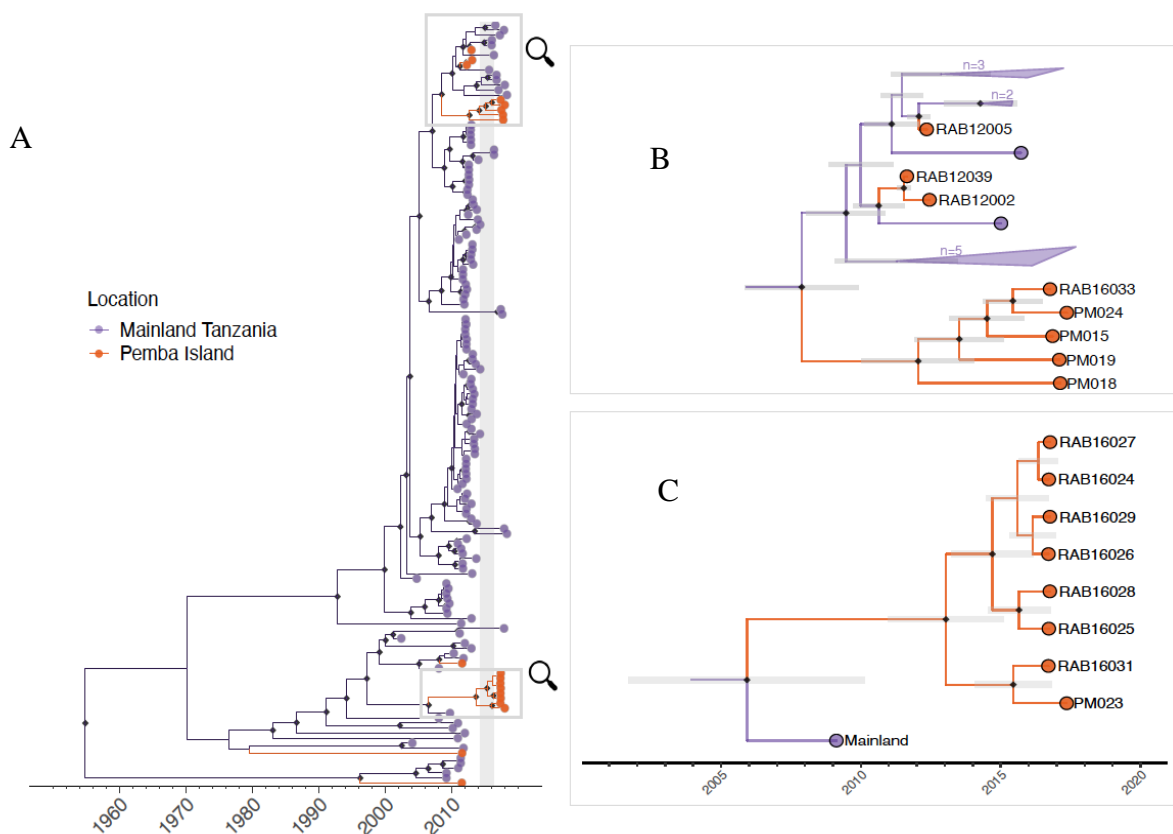 A
Location
Mainland Tanzania
Pemba Island
1960
1970
1980
1990
2000
2010
B
n=3
n=2
RAB12005
RAB12039
RAB12002
n=5
RAB16033
PM024
PM015
PM019
PM018
C
RAB16027
RAB16024
RAB16029
RAB16026
RAB16028
RAB16025
RAB16031
PM023
Mainland
2005
2010
2015
2020